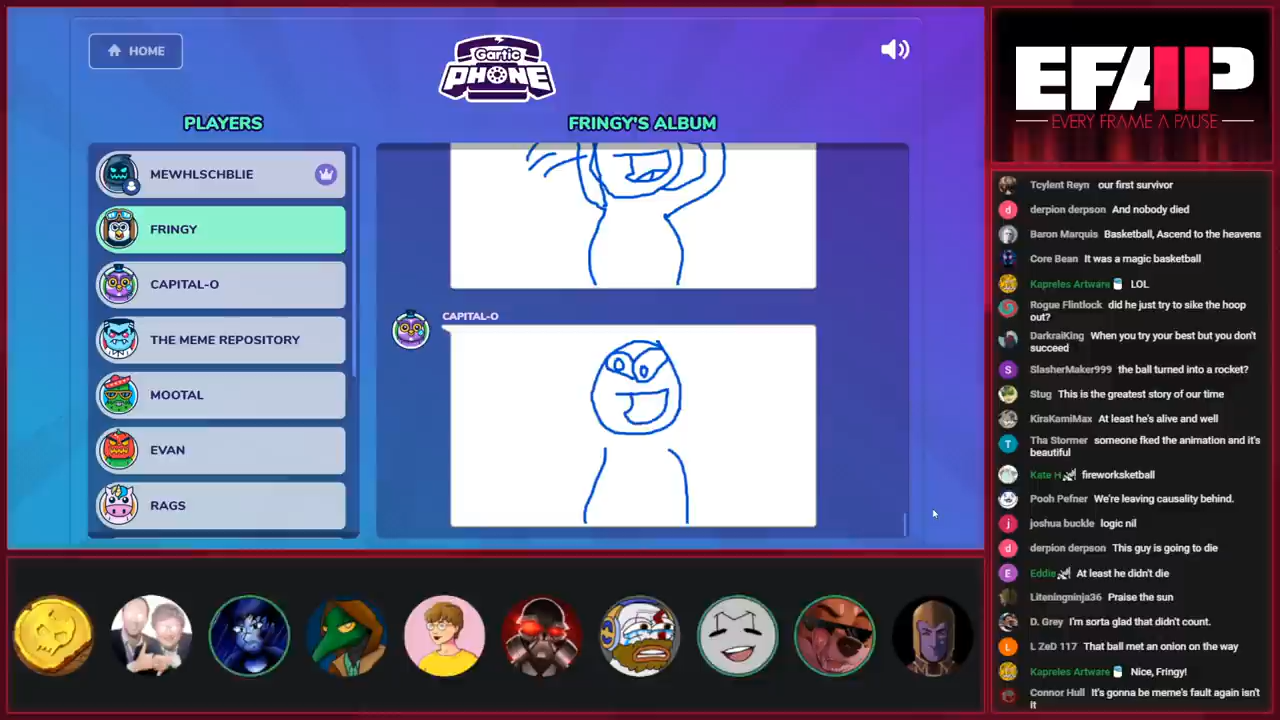 HOME
Gartic
PHONE
PLAYERS
MEWHLSCHBLIE
FRINGY
CAPITAL-O
THE MEME REPOSITORY
MOOTAL
EVAN
RAGS
FRINGY'S ALBUM
CAPITAL-O
EFAP
EVERY FRAME A PAUSE
Tcylent Reyn our first survivor
derpion derpson And nobody died
Baron Marquis Basketball, Ascend to the heavens
Core Bean It was a magic basketball
Kapreles Artware LOL
Rogue Flintlock did he just try to sike the hoop
out?
DarkraiKing When you try your best but you don't
succeed
SlasherMaker999 the ball turned into a rocket?
Stug This is the greatest story of our time
KiraKamiMax At least he's alive and well
Tha Stormer someone fked the animation and it's
beautiful
Kate H fireworksketball
Pooh Pefner We're leaving causality behind.
joshua buckle logic nil
derpion derpson This guy is going to die
Eddie At least he didn't die
Liteningninja36 Praise the sun
D. Grey I'm sorta glad that didn't count.
L ZeD 117 That ball met an onion on the way
Kapreles Artware Nice, Fringy!
Connor Hull It's gonna be meme's fault again isn't
it